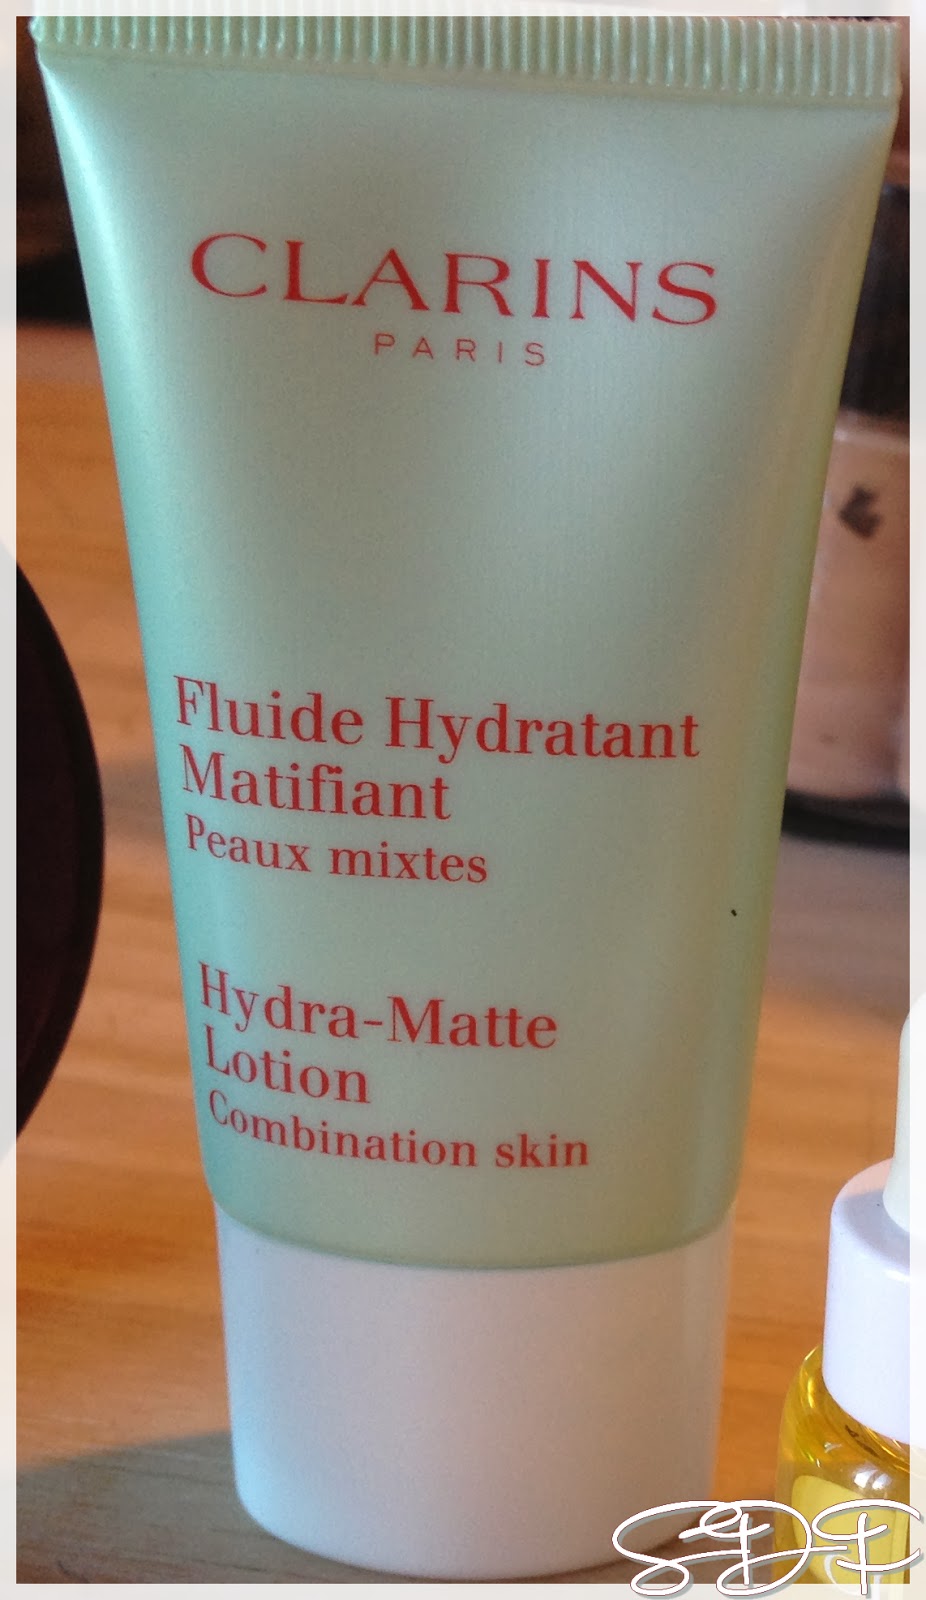 CLARINS
PARIS
Fluide Hydratant
Matifiant
Peaux mixtes
Hydra-Matte
Lotion
Combination skin